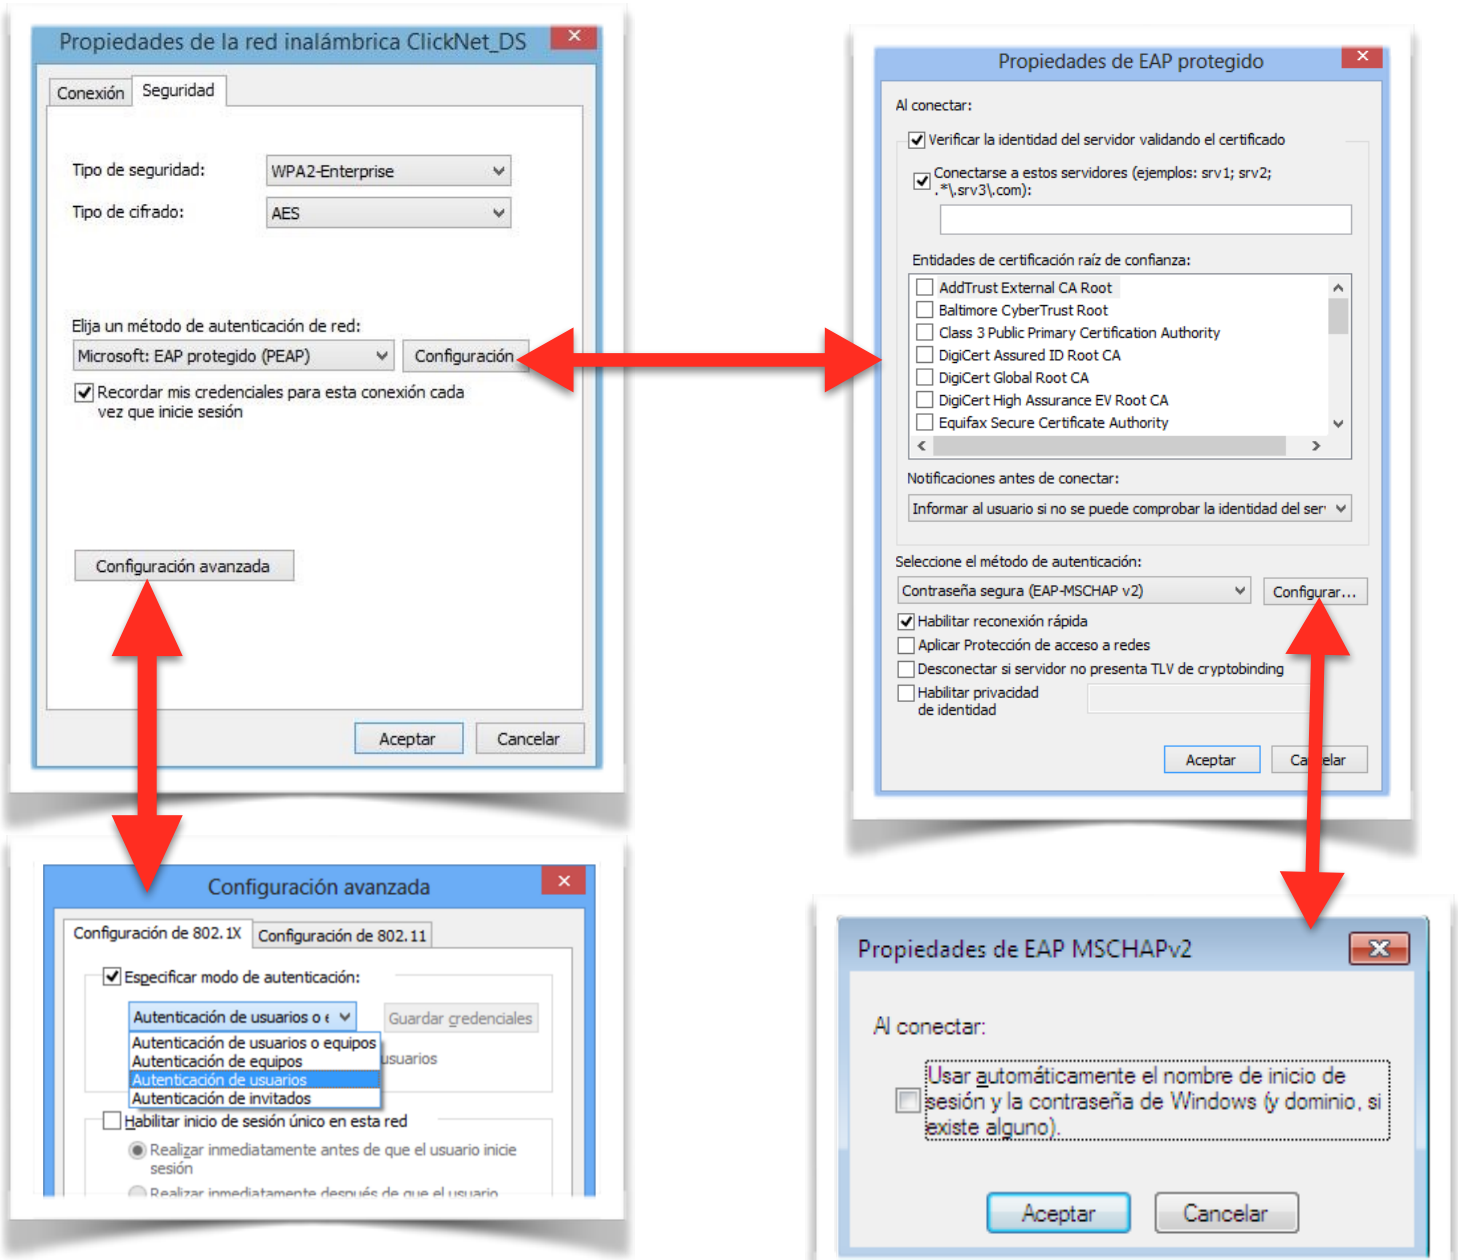 Propiedades de la red inalámbrica ClickNet_DS
Conexión
Seguridad
Tipo de seguridad:
WPA2-Enterprise
Tipo de cifrado:
AES
Elija un método de autenticación de red:
Microsoft: EAP protegido (PEAP)
Configuración
Recordar mis credenciales para esta conexión cada
vez que inicie sesión
Configuración avanzada
Aceptar
Cancelar
Propiedades de EAP protegido
Al conectar:
Verificar la identidad del servidor validando el certificado
Conectarse a estos servidores (ejemplos: srv1; srv2;
.*\.srv3\.com):
Entidades de certificación raíz de confianza:
AddTrust External CA Root
Baltimore CyberTrust Root
Class 3 Public Primary Certification Authority
DigiCert Assured ID Root CA
DigiCert Global Root CA
DigiCert High Assurance EV Root CA
Equifax Secure Certificate Authority
Notificaciones antes de conectar:
Informar al usuario si no se puede comprobar la identidad del ser
Seleccione el método de autenticación:
Contraseña segura (EAP-MSCHAP v2)
Configurar...
Habilitar reconexión rápida
Aplicar Protección de acceso a redes
Desconectar si servidor no presenta TLV de cryptobinding
Habilitar privacidad
de identidad
Aceptar
Cancelar
Configuración avanzada
Configuración de 802.1X
Configuración de 802.11
Especificar modo de autenticación:
Autenticación de usuarios o e
Guardar credenciales
Autenticación de usuarios o equipos
Autenticación de equipos
usuarios
Autenticación de usuarios
Autenticación de invitados
Habilitar inicio de sesión único en esta red
Realizar inmediatamente antes de que el usuario inicie
sesión
Realizar inmediatamente después de que el usuario
Propiedades de EAP MSCHAPv2
Al conectar:
Usar automáticamente el nombre de inicio de
sesión y la contraseña de Windows (y dominio, si
existe alguno).
Aceptar
Cancelar